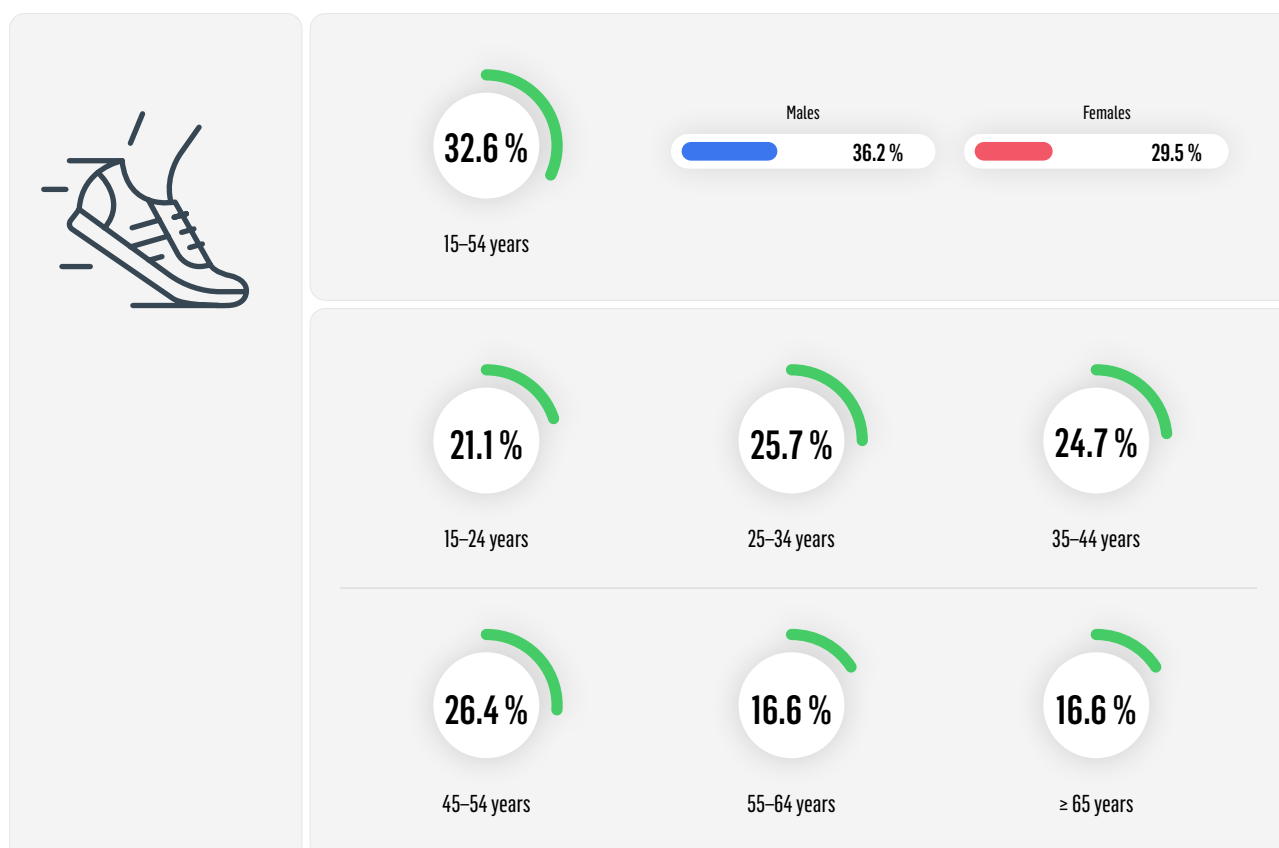 Males
Females
32.6 %
36.2 %
29.5 %
15–54 years
21.1 %
25.7 %
24.7 %
15–24 years
25–34 years
35–44 years
26.4 %
16.6 %
16.6 %
45–54 years
55–64 years
≥ 65 years